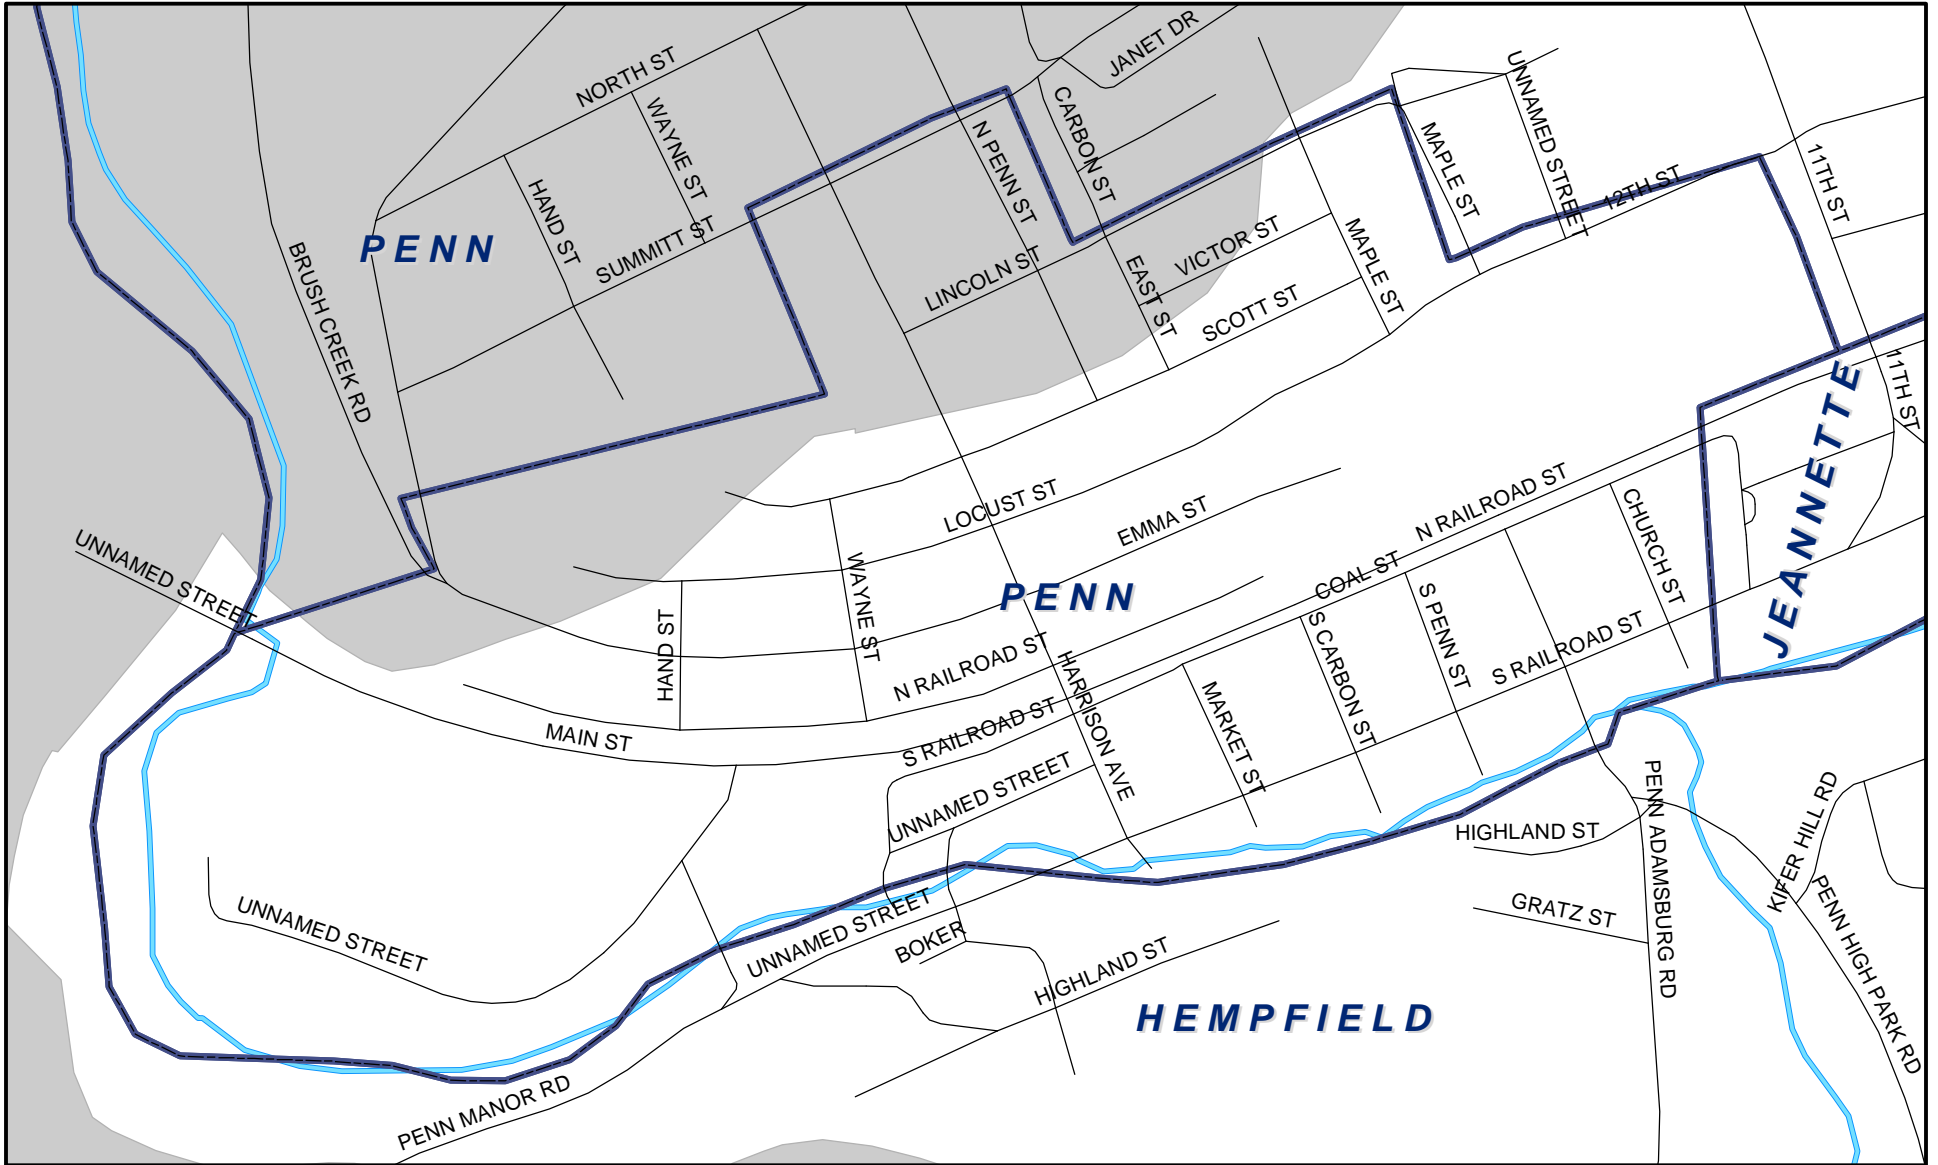 JANET DR
NORTH ST
UNNAMED STREET
WAYNE ST
CARBON ST
N PENN ST
MAPLE ST
11TH ST
HAND ST
12TH ST
PENN
SUMMITT ST
BRUSH CREEK RD
VICTOR ST
MAPLE ST
LINCOLN ST
EAST ST
SCOTT ST
11TH ST
JEANNETTE
LOCUST ST
EMMA ST
N RAILROAD ST
CHURCH ST
UNNAMED STREET
WAYNE ST
PENN
COAL ST
S PENN ST
HAND ST
S CARBON ST
S RAILROAD ST
N RAILROAD ST
HARRISON AVE
MARKET ST
S RAILROAD ST
MAIN ST
UNNAMED STREET
PENN ADAMSBURG RD
KIFER HILL RD
HIGHLAND ST
UNNAMED STREET
UNNAMED STREET
BOKER
GRATZ ST
PENN HIGH PARK RD
HIGHLAND ST
HEMPFIELD
PENN MANOR RD